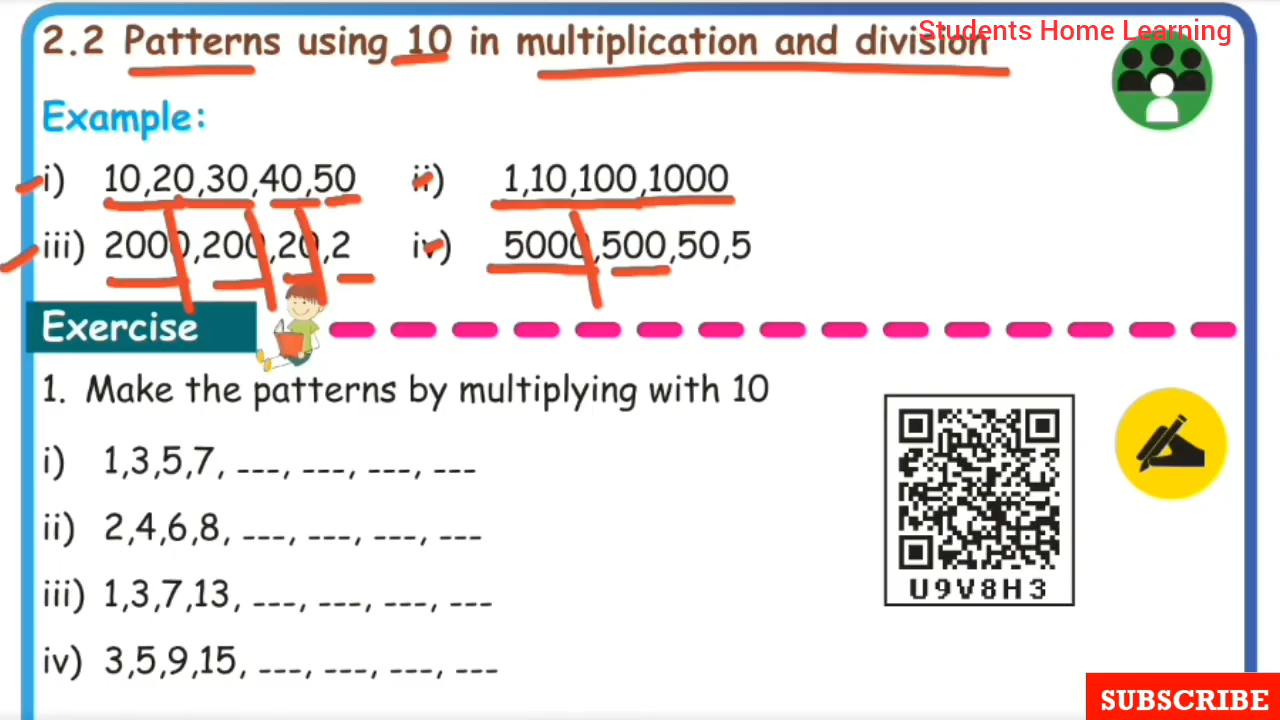 Students Home Learning
2.2 Patterns using 10 in multiplication and division
Example:
i) 10,20,30,40,50 ii) 1,10,100,1000
iii) 2000,200,20,2 iv) 5000,500,50,5
Exercise
1. Make the patterns by multiplying with 10
i) 1,3,5,7, ---, ---, ---, ---
ii) 2,4,6,8, ---, ---, ---, ---
iii) 1,3,7,13, ---, ---, ---, ---
iv) 3,5,9,15, ---, ---, ---, ---
U9V8H3
SUBSCRIBE